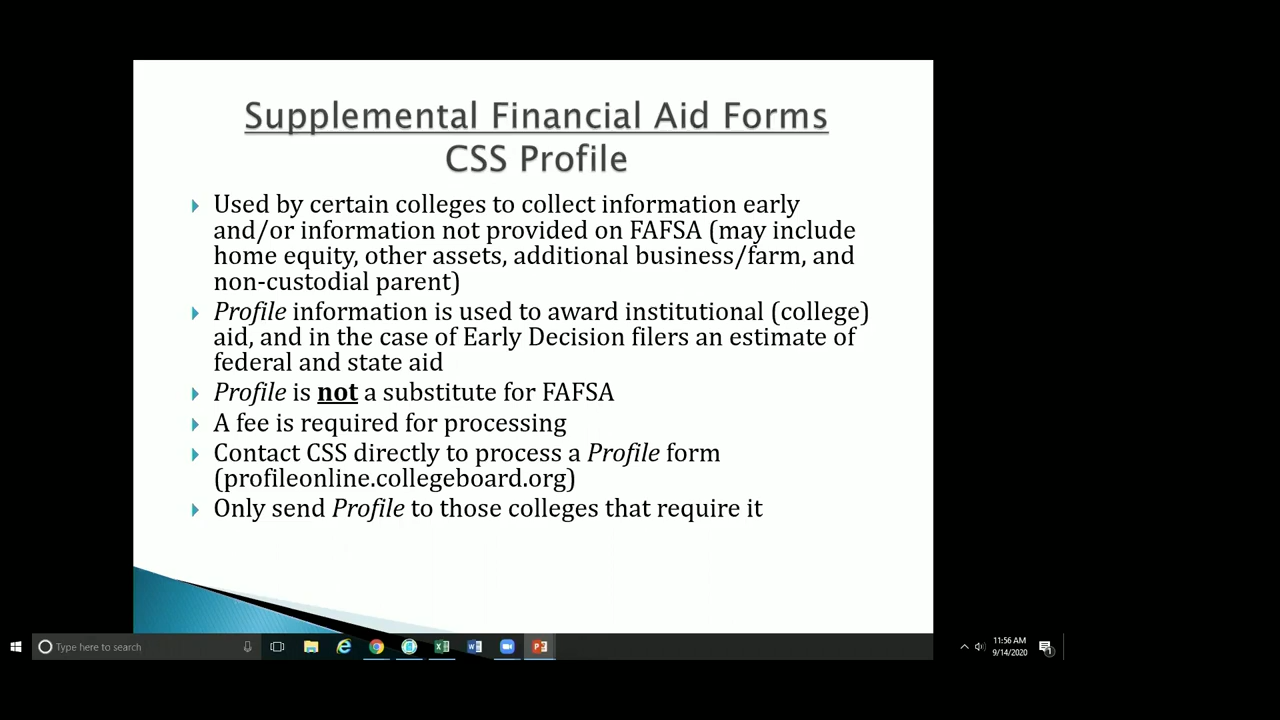 Supplemental Financial Aid Forms
CSS Profile
Used by certain colleges to collect information early
and/or information not provided on FAFSA (may include
home equity, other assets, additional business/farm, and
non-custodial parent)
Profile information is used to award institutional (college)
aid, and in the case of Early Decision filers an estimate of
federal and state aid
Profile is not a substitute for FAFSA
A fee is required for processing
Contact CSS directly to process a Profile form
(profileonline.collegeboard.org)
Only send Profile to those colleges that require it
Type here to search
11:56 AM
9/14/2020